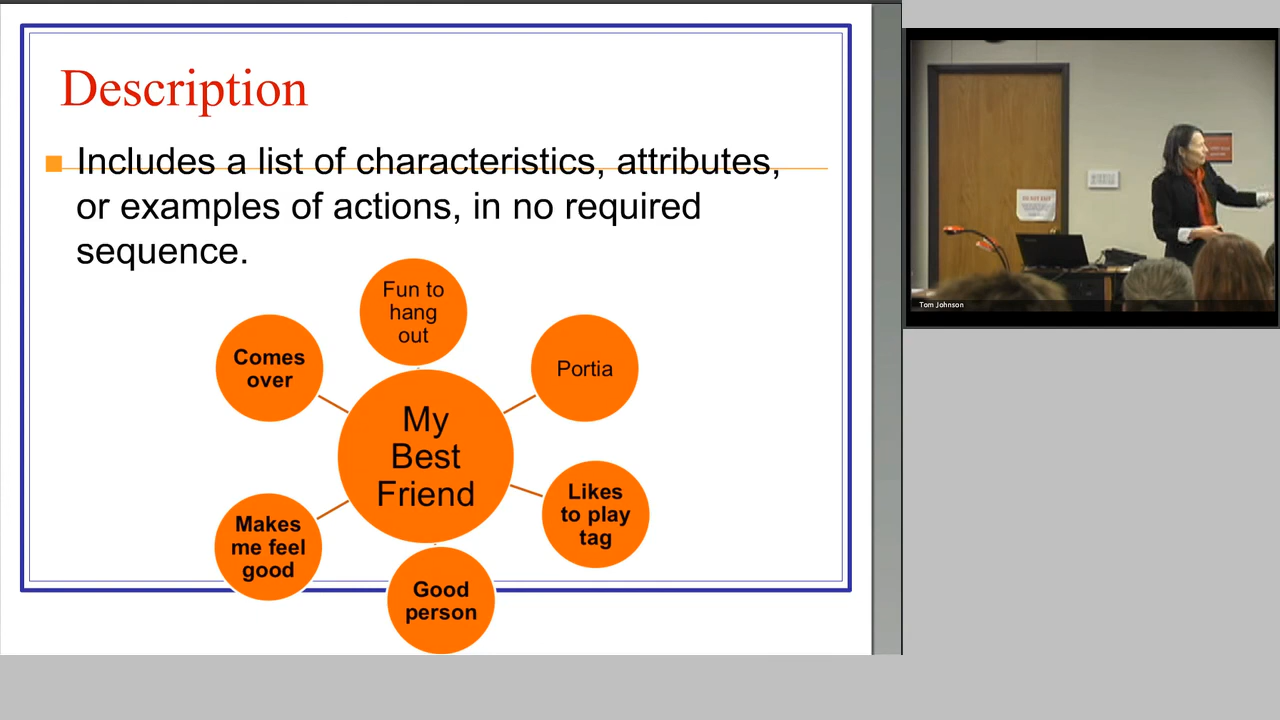 Description
Includes a list of characteristics, attributes,
or examples of actions, in no required
sequence.
Fun to
hang
out
Comes
over
Portia
My
Best
Friend
Likes
to play
tag
Makes
me feel
good
Good
person
Tom Johnson